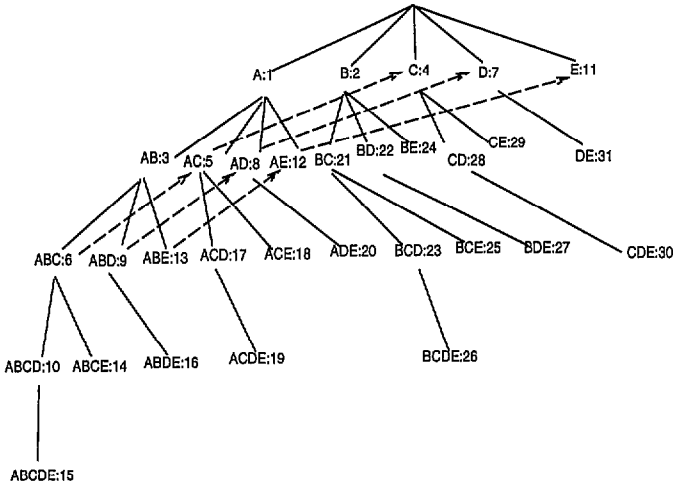 A:1 B:2 C:4 D:7 E:11
AB:3 AC:5 AD:8 AE:12 BC:21 BD:22 BE:24 CD:28 CE:29 DE:31
ABC:6 ABD:9 ABE:13 ACD:17 ACE:18 ADE:20 BCD:23 BCE:25 BDE:27 CDE:30
ABCD:10 ABCE:14 ABDE:16 ACDE:19 BCDE:26
ABCDE:15